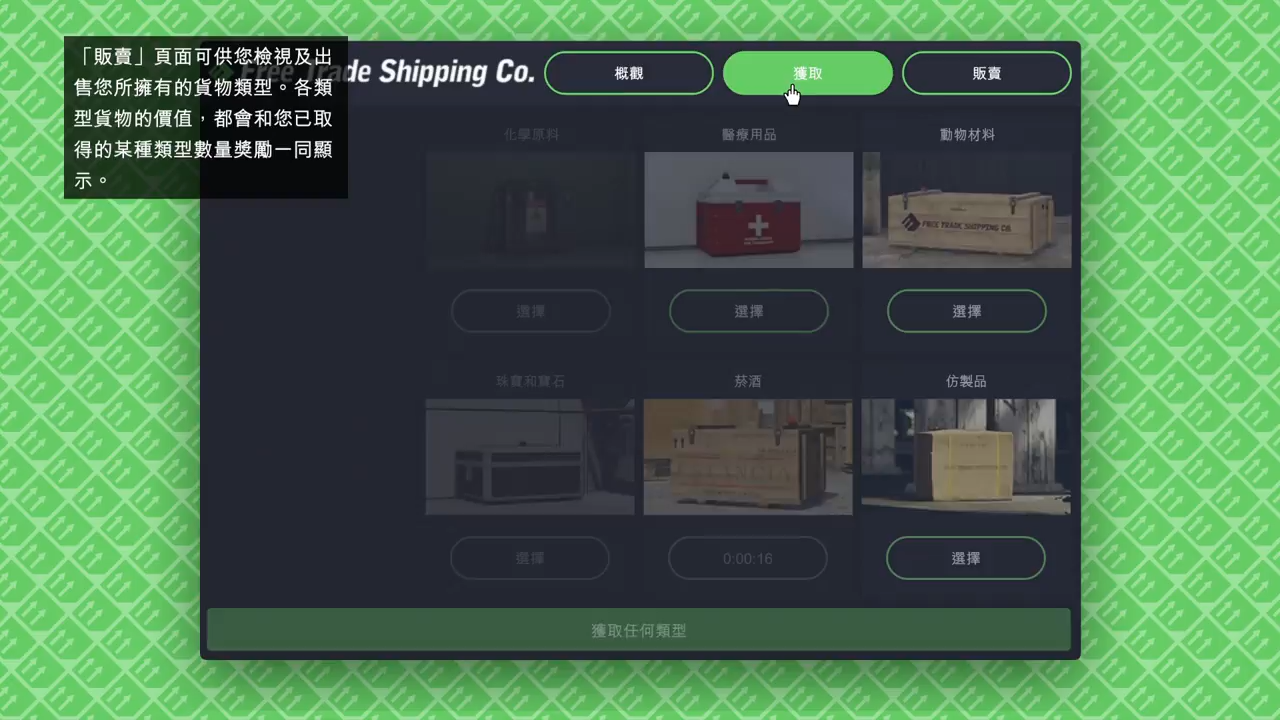 「販賣」頁面可供您檢視及出
售您所擁有的貨物類型。各類
型貨物的價值，都會和您已取
得的某種類型數量獎勵一同顯
示。
Free Trade Shipping Co.
概觀
獲取
販賣
化學原料
醫療用品
動物材料
FREE TRADE SHIPPING CO.
選擇
選擇
選擇
珠寶和寶石
菸酒
仿製品
選擇
0:00:16
選擇
獲取任何類型